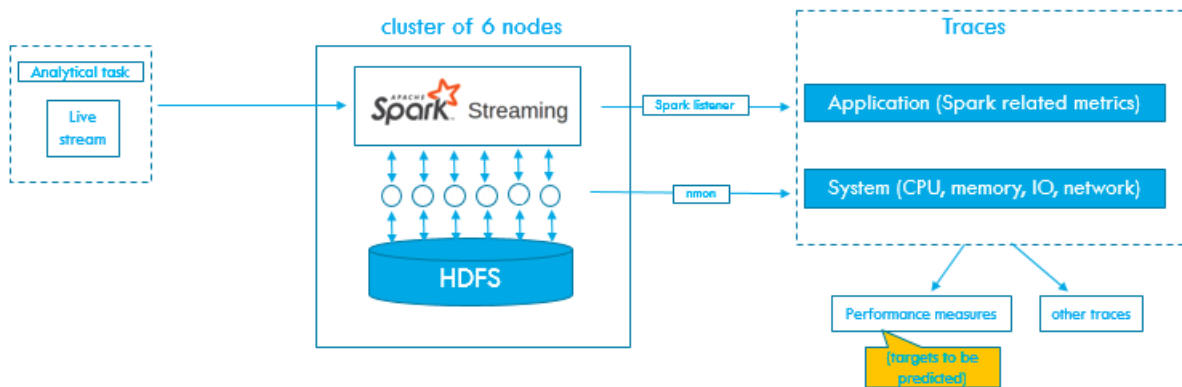 cluster of 6 nodes
Traces
Analytical task
Live
stream
APACHE
Spark™ Streaming
Spark listener
Application (Spark related metrics)
nmon
System (CPU, memory, IO, network)
HDFS
Performance measures
other traces
(targets to be
predicted)